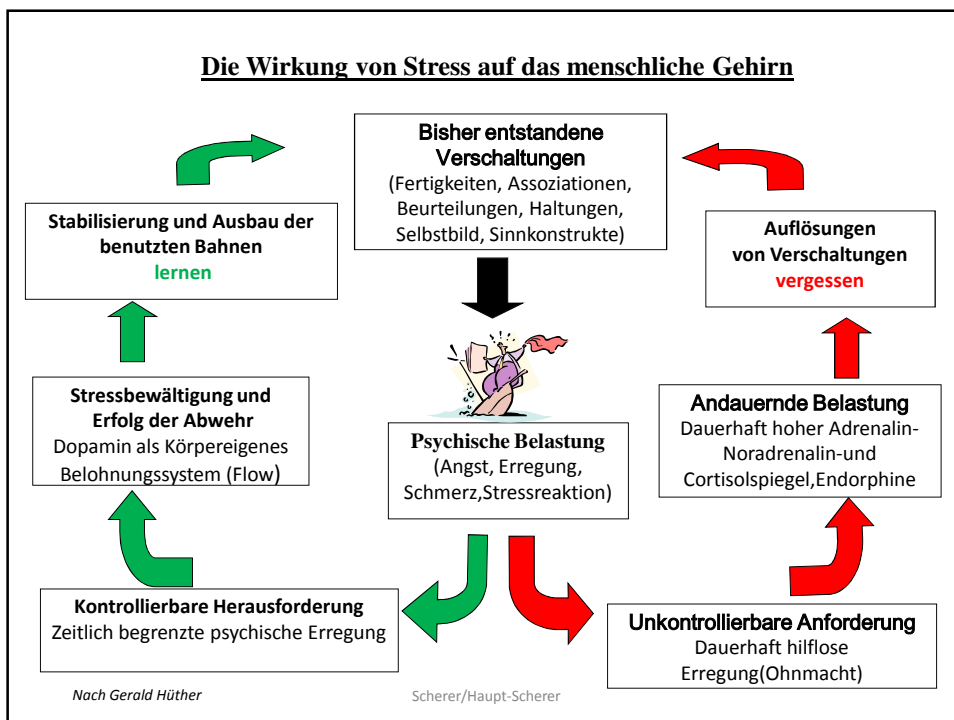 Die Wirkung von Stress auf das menschliche Gehirn
Bisher entstandene
Verschaltungen
(Fertigkeiten, Assoziationen,
Beurteilungen, Haltungen,
Selbstbild, Sinnkonstrukte)
Stabilisierung und Ausbau der
benutzten Bahnen
lernen
Auflösungen
von Verschaltungen
vergessen
Stressbewältigung und
Erfolg der Abwehr
Dopamin als Körpereigenes
Belohnungssystem (Flow)
Psychische Belastung
(Angst, Erregung,
Schmerz,Stressreaktion)
Andauernde Belastung
Dauerhaft hoher Adrenalin-
Noradrenalin-und
Cortisolspiegel,Endorphine
Kontrollierbare Herausforderung
Zeitlich begrenzte psychische Erregung
Unkontrollierbare Anforderung
Dauerhaft hilflose
Erregung(Ohnmacht)
Nach Gerald Hüther
Scherer/Haupt-Scherer